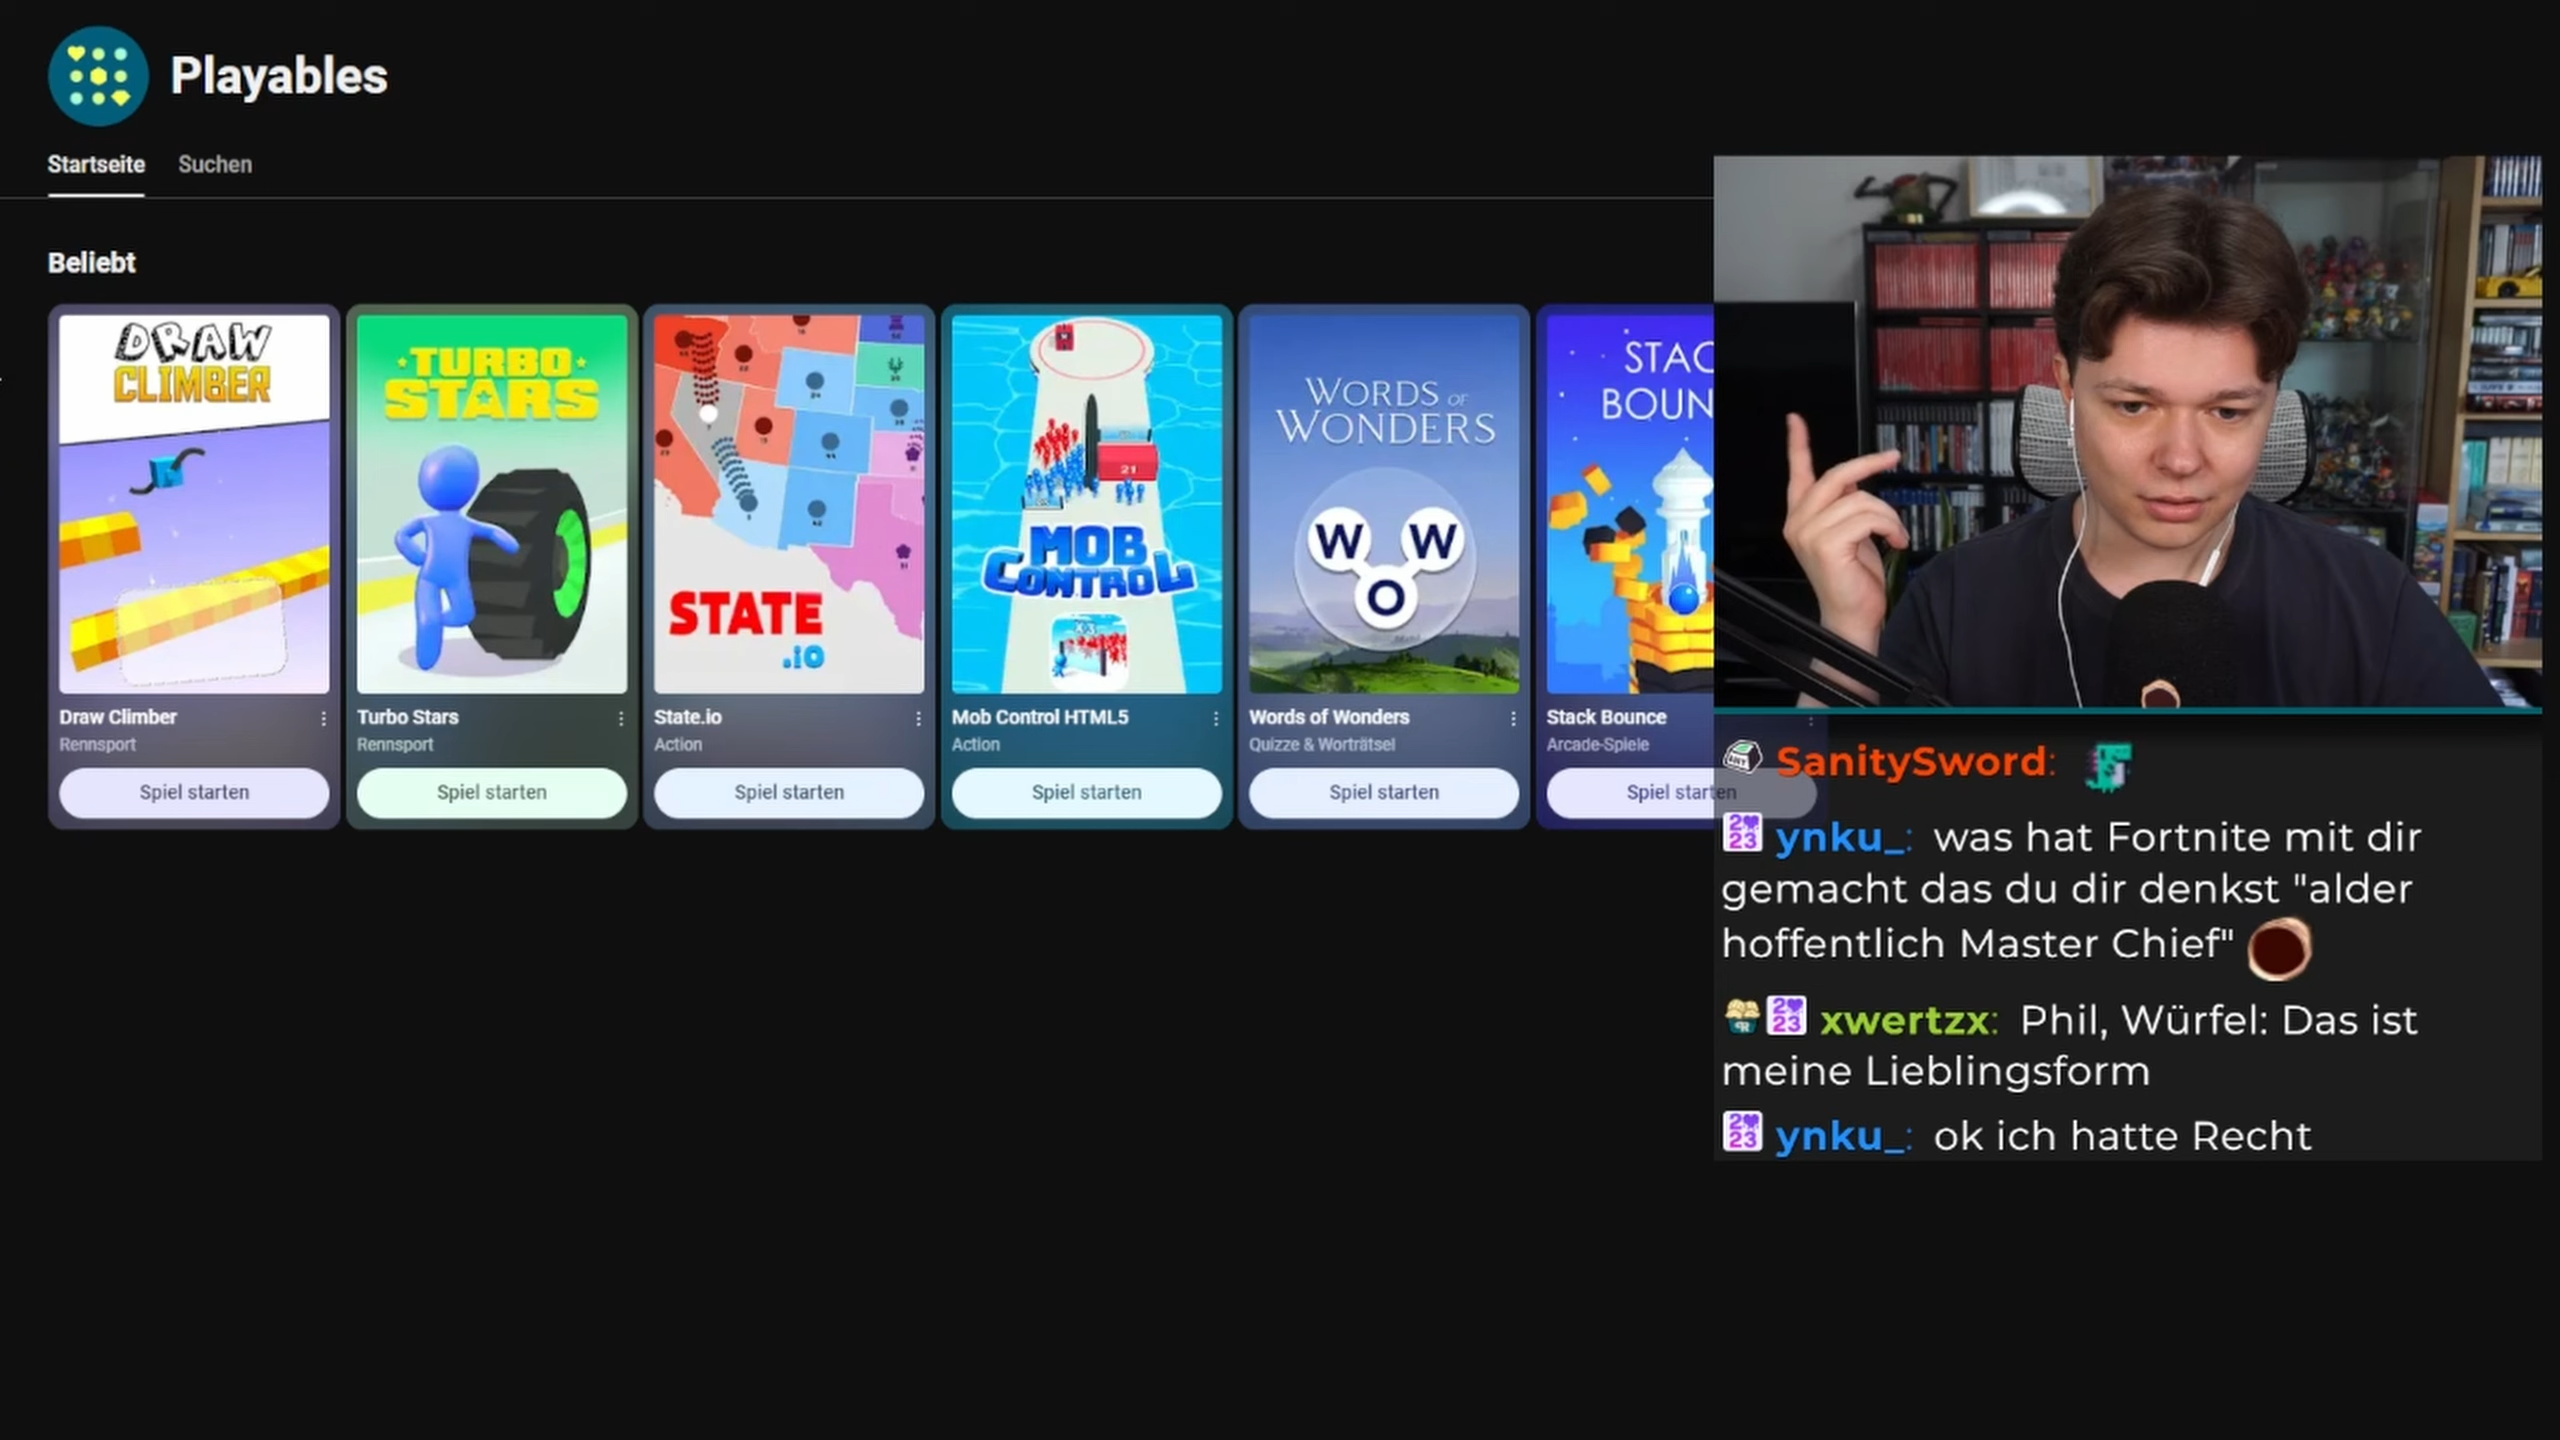 Playables
Startseite Suchen
Beliebt
DRAW
CLIMBER
Draw Climber
Rennsport
Spiel starten
TURBO
STARS
Turbo Stars
Rennsport
Spiel starten
STATE
.io
State.io
Action
Spiel starten
21
MOB
CONTROL
Mob Control HTML5
Action
Spiel starten
WORDS OF
WONDERS
W W
O
Words of Wonders
Quizze & Worträtsel
Spiel starten
STAC
BOUN
Stack Bounce
Arcade-Spiele
Spiel starten
SanitySword:
ynku_: was hat Fortnite mit dir
gemacht das du dir denkst "alder
hoffentlich Master Chief"
xwertzx: Phil, Würfel: Das ist
meine Lieblingsform
ynku_: ok ich hatte Recht